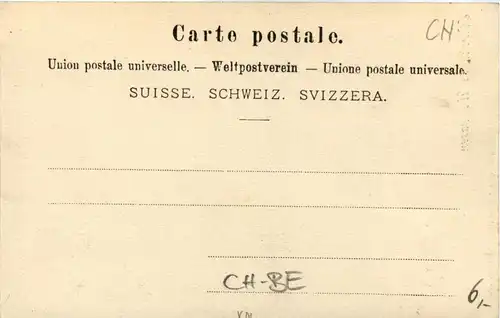 Carte postale.
CH
Union postale universelle. — Weltpostverein — Unione postale universale.
SUISSE. SCHWEIZ. SVIZZERA.
CH-BE
6,-